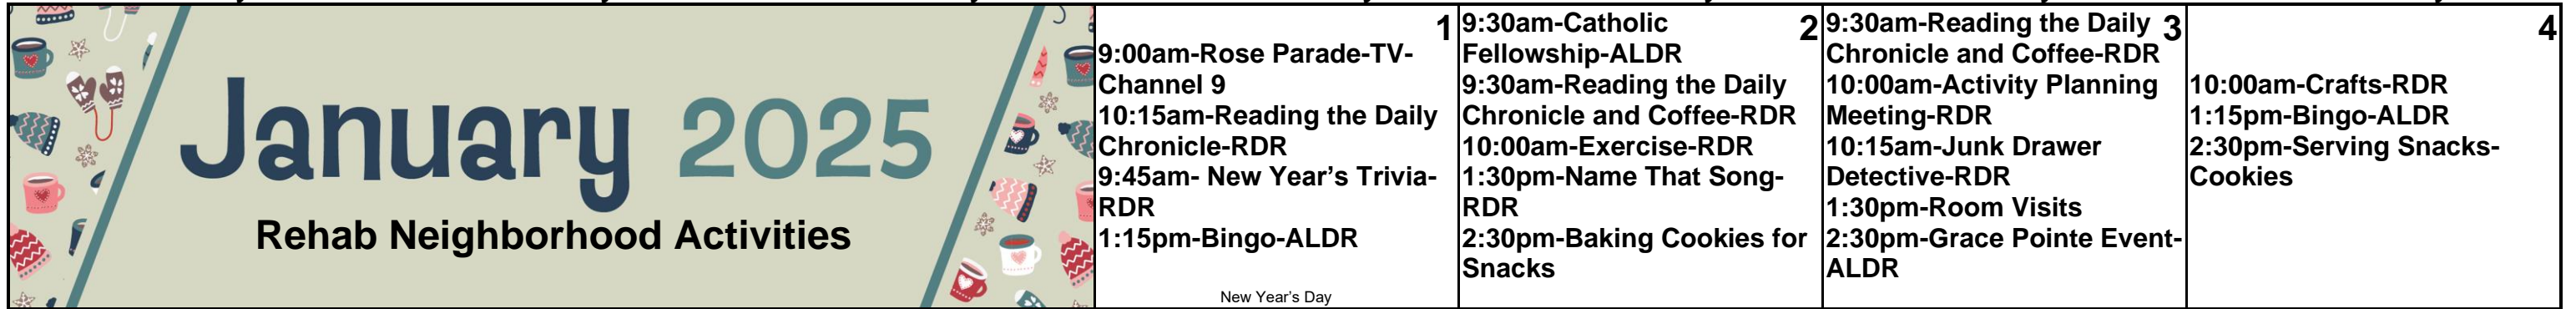 January 2025
Rehab Neighborhood Activities
1
9:00am-Rose Parade-TV-
Channel 9
10:15am-Reading the Daily
Chronicle-RDR
9:45am- New Year’s Trivia-
RDR
1:15pm-Bingo-ALDR
New Year’s Day
2
9:30am-Catholic
Fellowship-ALDR
9:30am-Reading the Daily
Chronicle and Coffee-RDR
10:00am-Exercise-RDR
1:30pm-Name That Song-
RDR
2:30pm-Baking Cookies for
Snacks
3
9:30am-Reading the Daily
Chronicle and Coffee-RDR
10:00am-Activity Planning
Meeting-RDR
10:15am-Junk Drawer
Detective-RDR
1:30pm-Room Visits
2:30pm-Grace Pointe Event-
ALDR
4
10:00am-Crafts-RDR
1:15pm-Bingo-ALDR
2:30pm-Serving Snacks-
Cookies